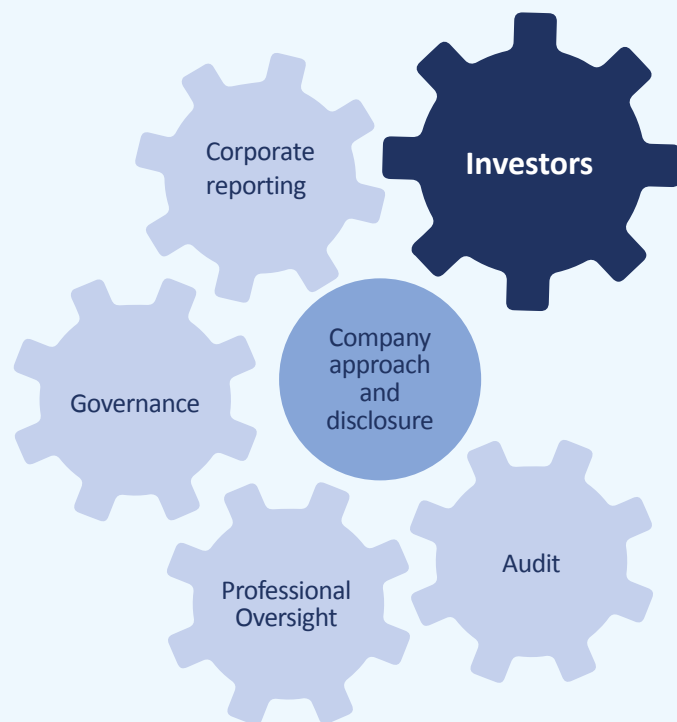 Corporate
reporting
Investors
Company
approach
and
disclosure
Governance
Audit
Professional
Oversight